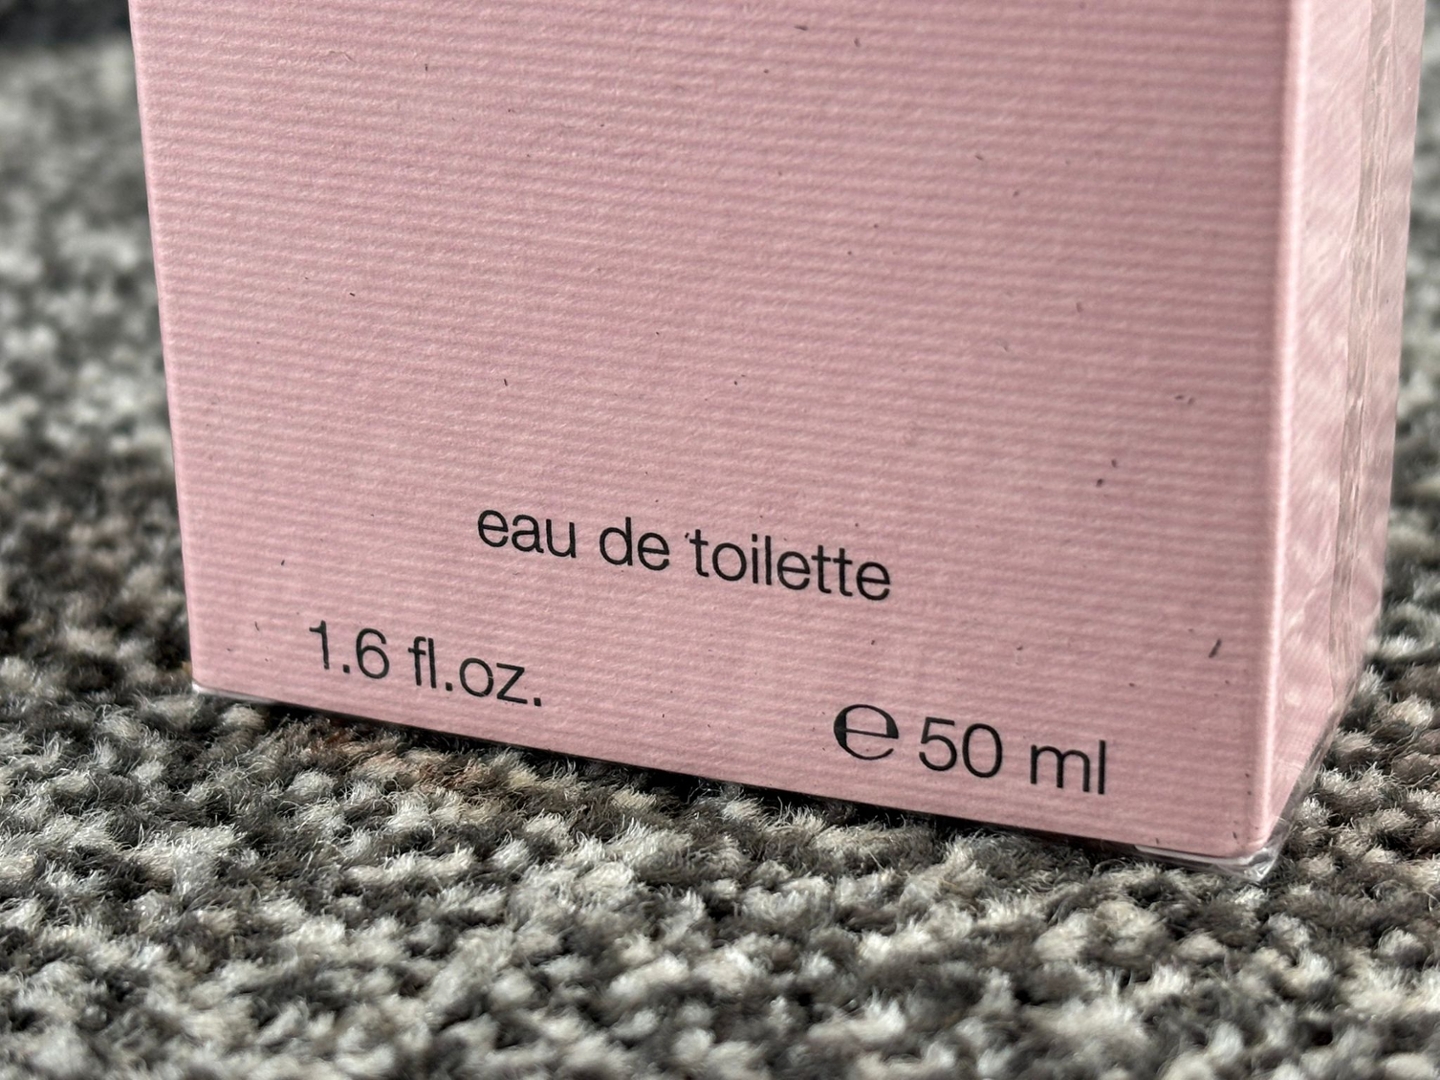 eau de toilette
1.6 fl.oz.
℮ 50 ml